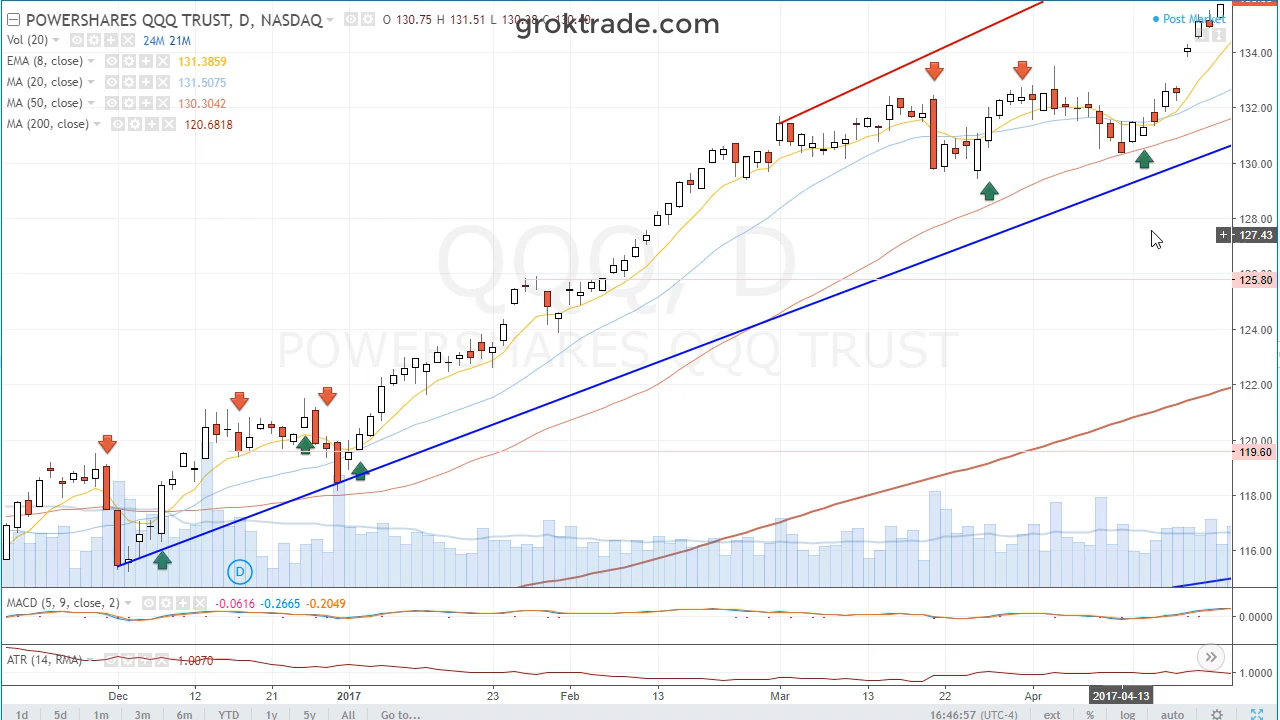 POWERSHARES QQQ TRUST, D, NASDAQ O 130.75 H 131.51 L
groktrade.com
Post Market
Vol (20) 24M 21M
EMA (8, close) 131.3859
MA (20, close) 131.5075
MA (50, close) 130.3042
MA (200, close) 120.6818
134.00
132.00
130.00
128.00
127.43
125.80
124.00
122.00
120.00
119.60
118.00
116.00
QQQ, D
POWERSHARES QQQ TRUST
D
MACD (5, 9, close, 2) -0.0616 -0.2665 -0.2049
0.0000
ATR (14, RMA) 1.0070
1.0000
Dec 12 21 2017 23 Feb 13 Mar 13 22 Apr 2017-04-13
1d 5d 1m 3m 6m YTD 1y 5y All Go to... 16:46:57 (UTC-4) ext % log auto